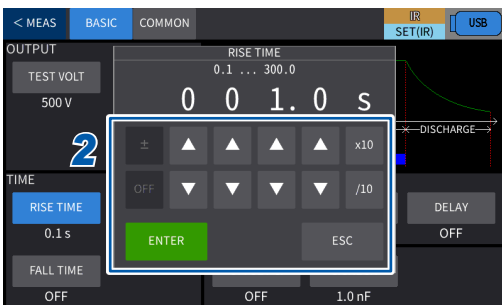 < MEAS BASIC COMMON IR SET(IR) USB
OUTPUT
TEST VOLT
500 V
RISE TIME
0.1 ... 300.0
0 0 1. 0 s
± ▲ ▲ ▲ ▲ x10
OFF ▼ ▼ ▼ ▼ /10
ENTER ESC
2
DISCHARGE
TIME
RISE TIME
0.1 s
DELAY
OFF
FALL TIME
OFF
OFF
1.0 nF